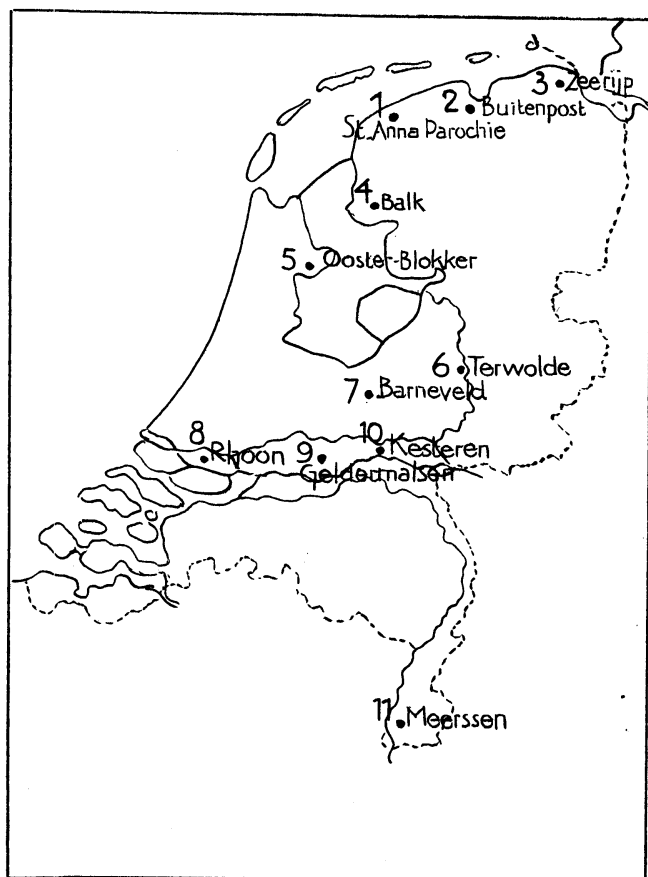 3 Zeerijp
1 2 Buitenpost
St. Anna Parochie
4 Balk
5 Ooster-Blokker
6 Terwolde
7 Barneveld
8 10 Kesteren
Rhoon 9
Geldermalsen
11 Meerssen